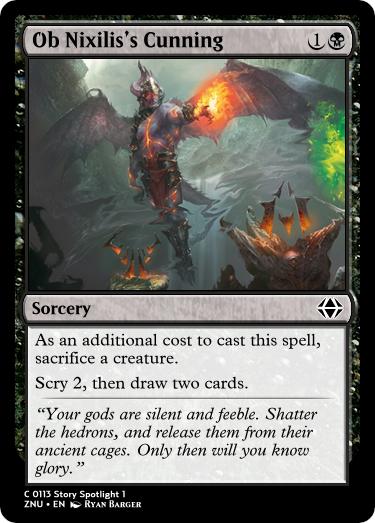 Ob Nixilis's Cunning 1
Sorcery
As an additional cost to cast this spell,
sacrifice a creature.
Scry 2, then draw two cards.
“Your gods are silent and feeble. Shatter
the hedrons, and release them from their
ancient cages. Only then will you know
glory.”
C 0113 Story Spotlight 1
ZNU • EN Ryan Barger